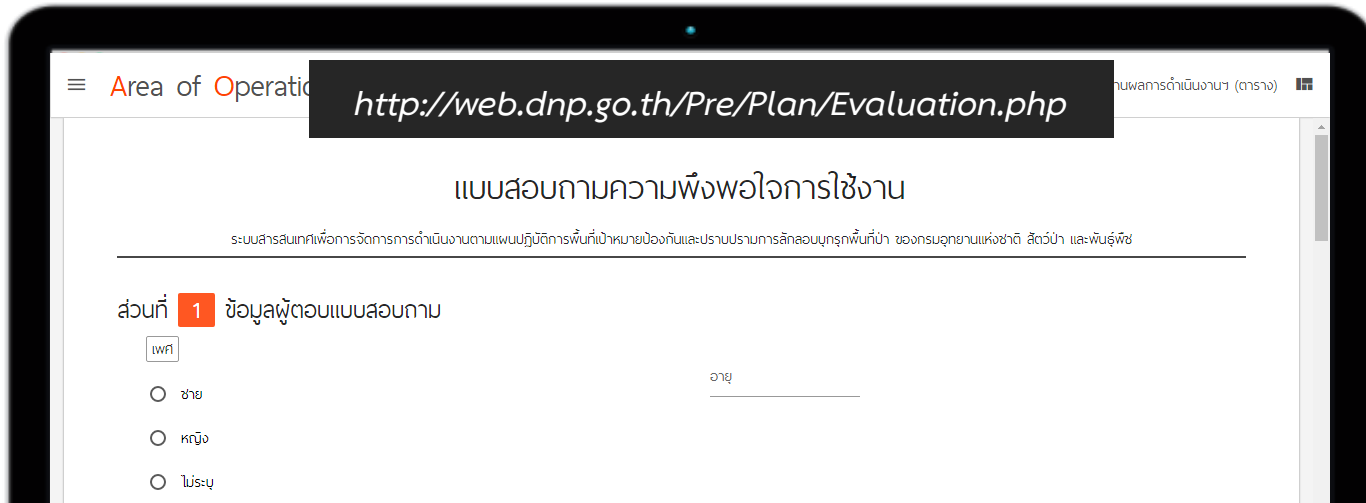 Area of Operatio
http://web.dnp.go.th/Pre/Plan/Evaluation.php
านผลการดำเนินงานฯ (ตาราง)
แบบสอบถามความพึงพอใจการใช้งาน
ระบบสารสนเทศเพื่อการจัดการการดำเนินงานตามแผนปฏิบัติการพื้นที่เป้าหมายป้องกันและปราบปรามการลักลอบบุกรุกพื้นที่ป่า ของกรมอุทยานแห่งชาติ สัตว์ป่า และพันธุ์พืช
ส่วนที่ 1 ข้อมูลผู้ตอบแบบสอบถาม
เพศ
อายุ
ชาย
หญิง
ไม่ระบุ